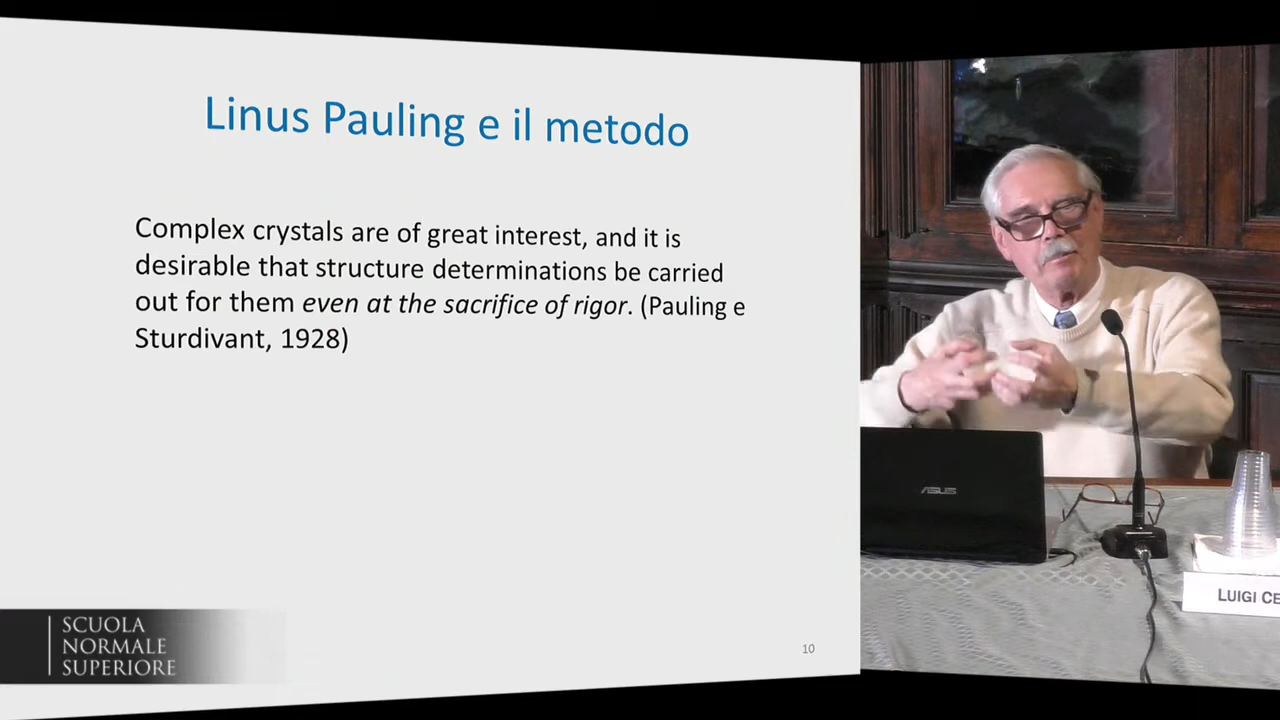 Linus Pauling e il metodo
Complex crystals are of great interest, and it is
desirable that structure determinations be carried
out for them even at the sacrifice of rigor. (Pauling e
Sturdivant, 1928)
SCUOLA
NORMALE
SUPERIORE
10
ASUS
LUIGI CE